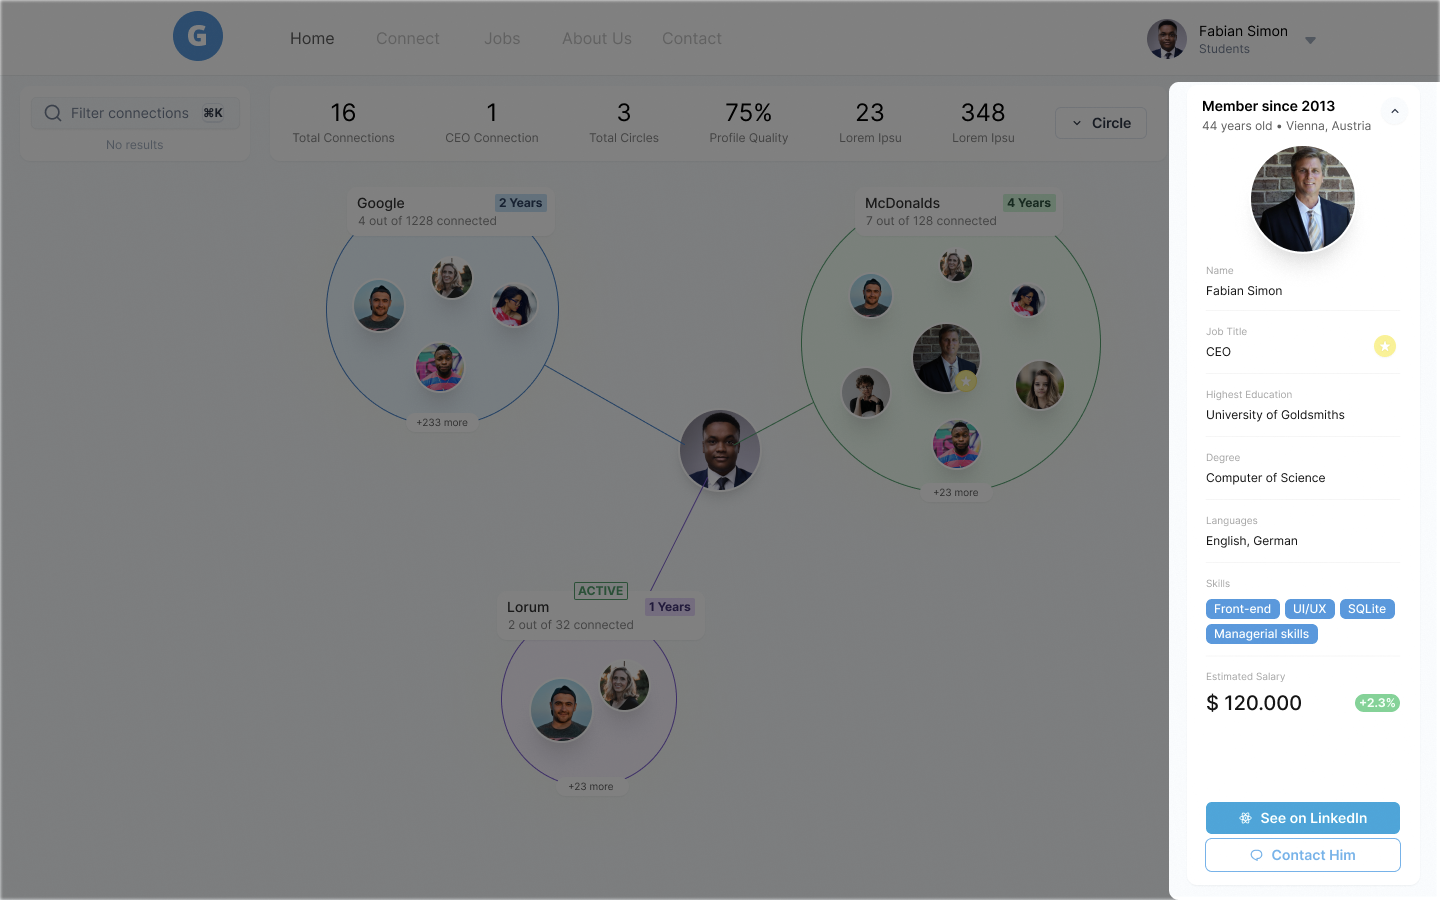 G
Home
Connect
Jobs
About Us
Contact
Fabian Simon
Students
Filter connections ⌘K
No results
16
Total Connections
1
CEO Connection
3
Total Circles
75%
Profile Quality
23
Lorem Ipsu
348
Lorem Ipsu
Circle
Google
2 Years
4 out of 1228 connected
+233 more
McDonalds
4 Years
7 out of 128 connected
+23 more
ACTIVE
Lorum
1 Years
2 out of 32 connected
+23 more
Member since 2013
44 years old • Vienna, Austria
Name
Fabian Simon
Job Title
CEO
Highest Education
University of Goldsmiths
Degree
Computer of Science
Languages
English, German
Skills
Front-end UI/UX SQLite
Managerial skills
Estimated Salary
$ 120.000 +2.3%
See on LinkedIn
Contact Him